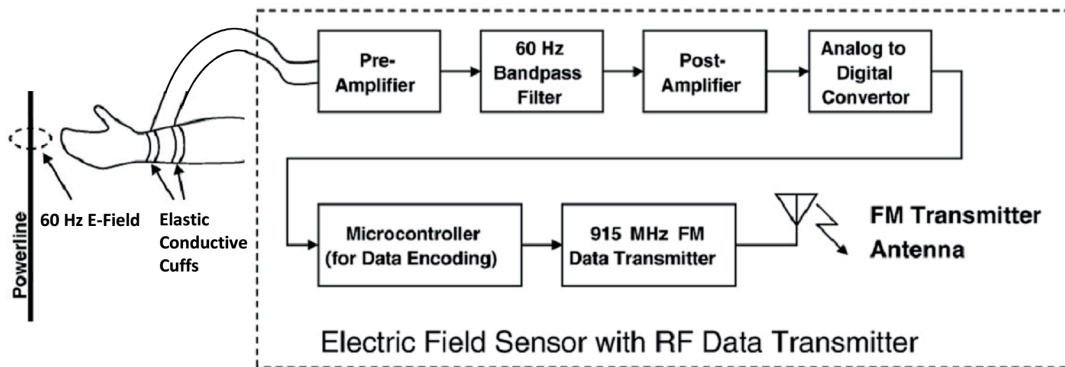 Pre-
Amplifier
60 Hz
Bandpass
Filter
Post-
Amplifier
Analog to
Digital
Convertor
60 Hz E-Field
Elastic
Conductive
Cuffs
Powerline
Microcontroller
(for Data Encoding)
915 MHz FM
Data Transmitter
FM Transmitter
Antenna
Electric Field Sensor with RF Data Transmitter